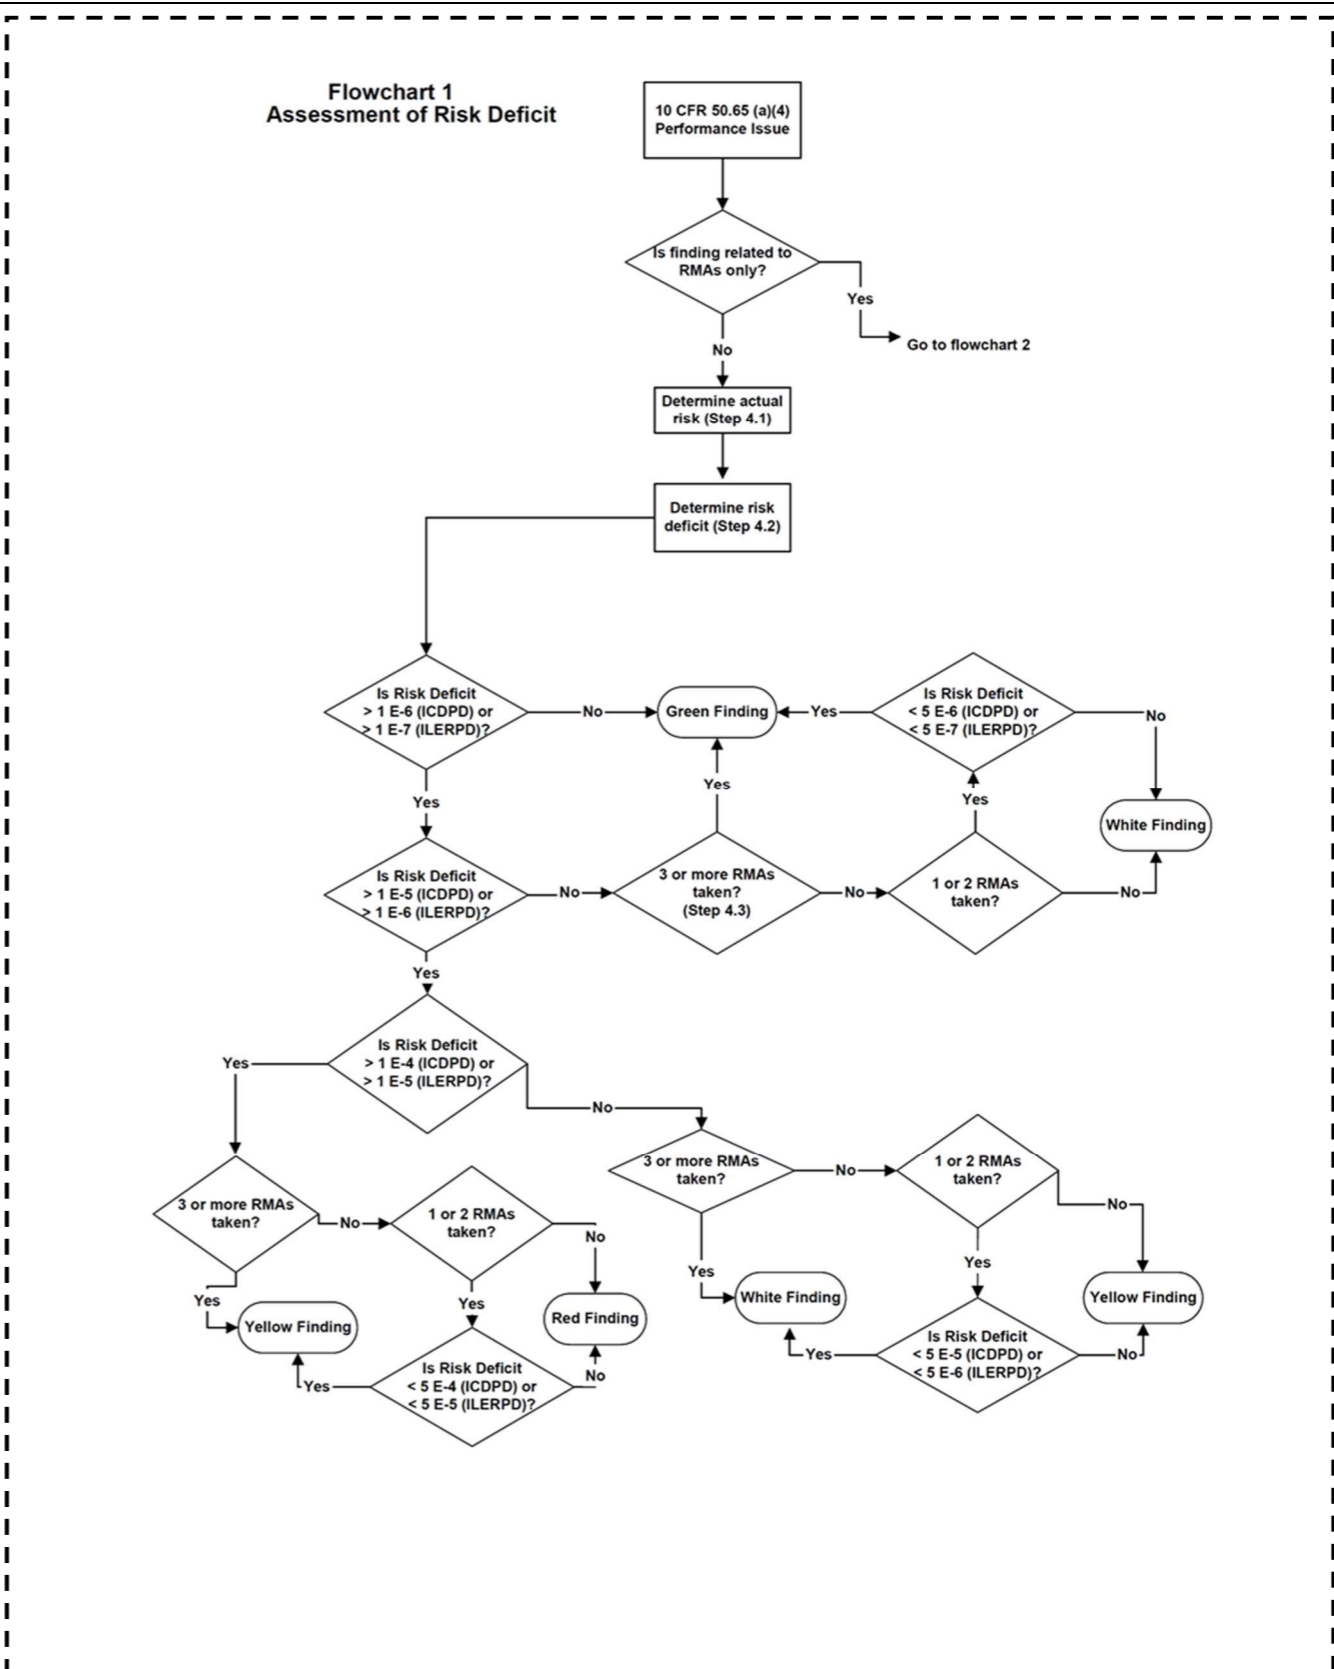 Flowchart 1
Assessment of Risk Deficit
10 CFR 50.65 (a)(4)
Performance Issue
Is finding related to
RMAs only?
Yes
Go to flowchart 2
No
Determine actual
risk (Step 4.1)
Determine risk
deficit (Step 4.2)
Is Risk Deficit
> 1 E-6 (ICDPD) or
> 1 E-7 (ILERPD)?
No
Green Finding
Yes
Is Risk Deficit
< 5 E-6 (ICDPD) or
< 5 E-7 (ILERPD)?
No
Yes
Yes
Yes
White Finding
Is Risk Deficit
> 1 E-5 (ICDPD) or
> 1 E-6 (ILERPD)?
No
3 or more RMAs
taken?
(Step 4.3)
No
1 or 2 RMAs
taken?
No
Yes
Is Risk Deficit
> 1 E-4 (ICDPD) or
> 1 E-5 (ILERPD)?
Yes
No
3 or more RMAs
taken?
No
1 or 2 RMAs
taken?
No
Yes
Yellow Finding
Yes
Red Finding
Is Risk Deficit
< 5 E-4 (ICDPD) or
< 5 E-5 (ILERPD)?
Yes
No
3 or more RMAs
taken?
No
1 or 2 RMAs
taken?
No
Yes
White Finding
Yes
Yellow Finding
Is Risk Deficit
< 5 E-5 (ICDPD) or
< 5 E-6 (ILERPD)?
Yes
No